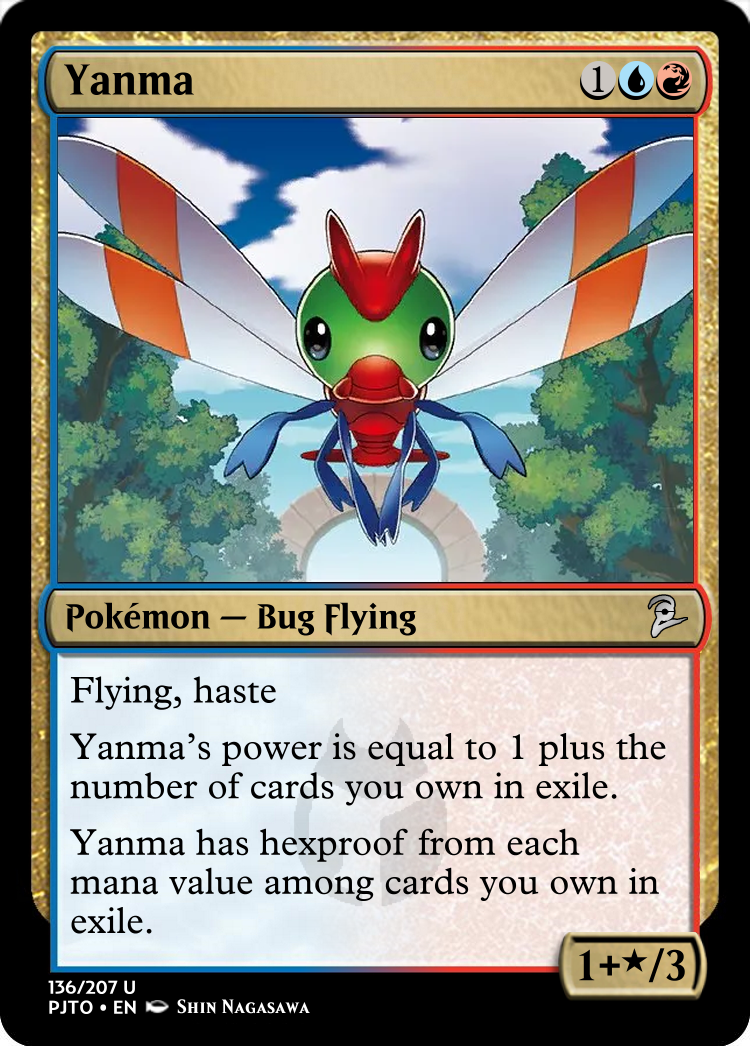 Yanma 1
Pokémon — Bug Flying
Flying, haste
Yanma's power is equal to 1 plus the
number of cards you own in exile.
Yanma has hexproof from each
mana value among cards you own in
exile.
1+★/3
136/207 U
PJTO • EN Shin Nagasawa